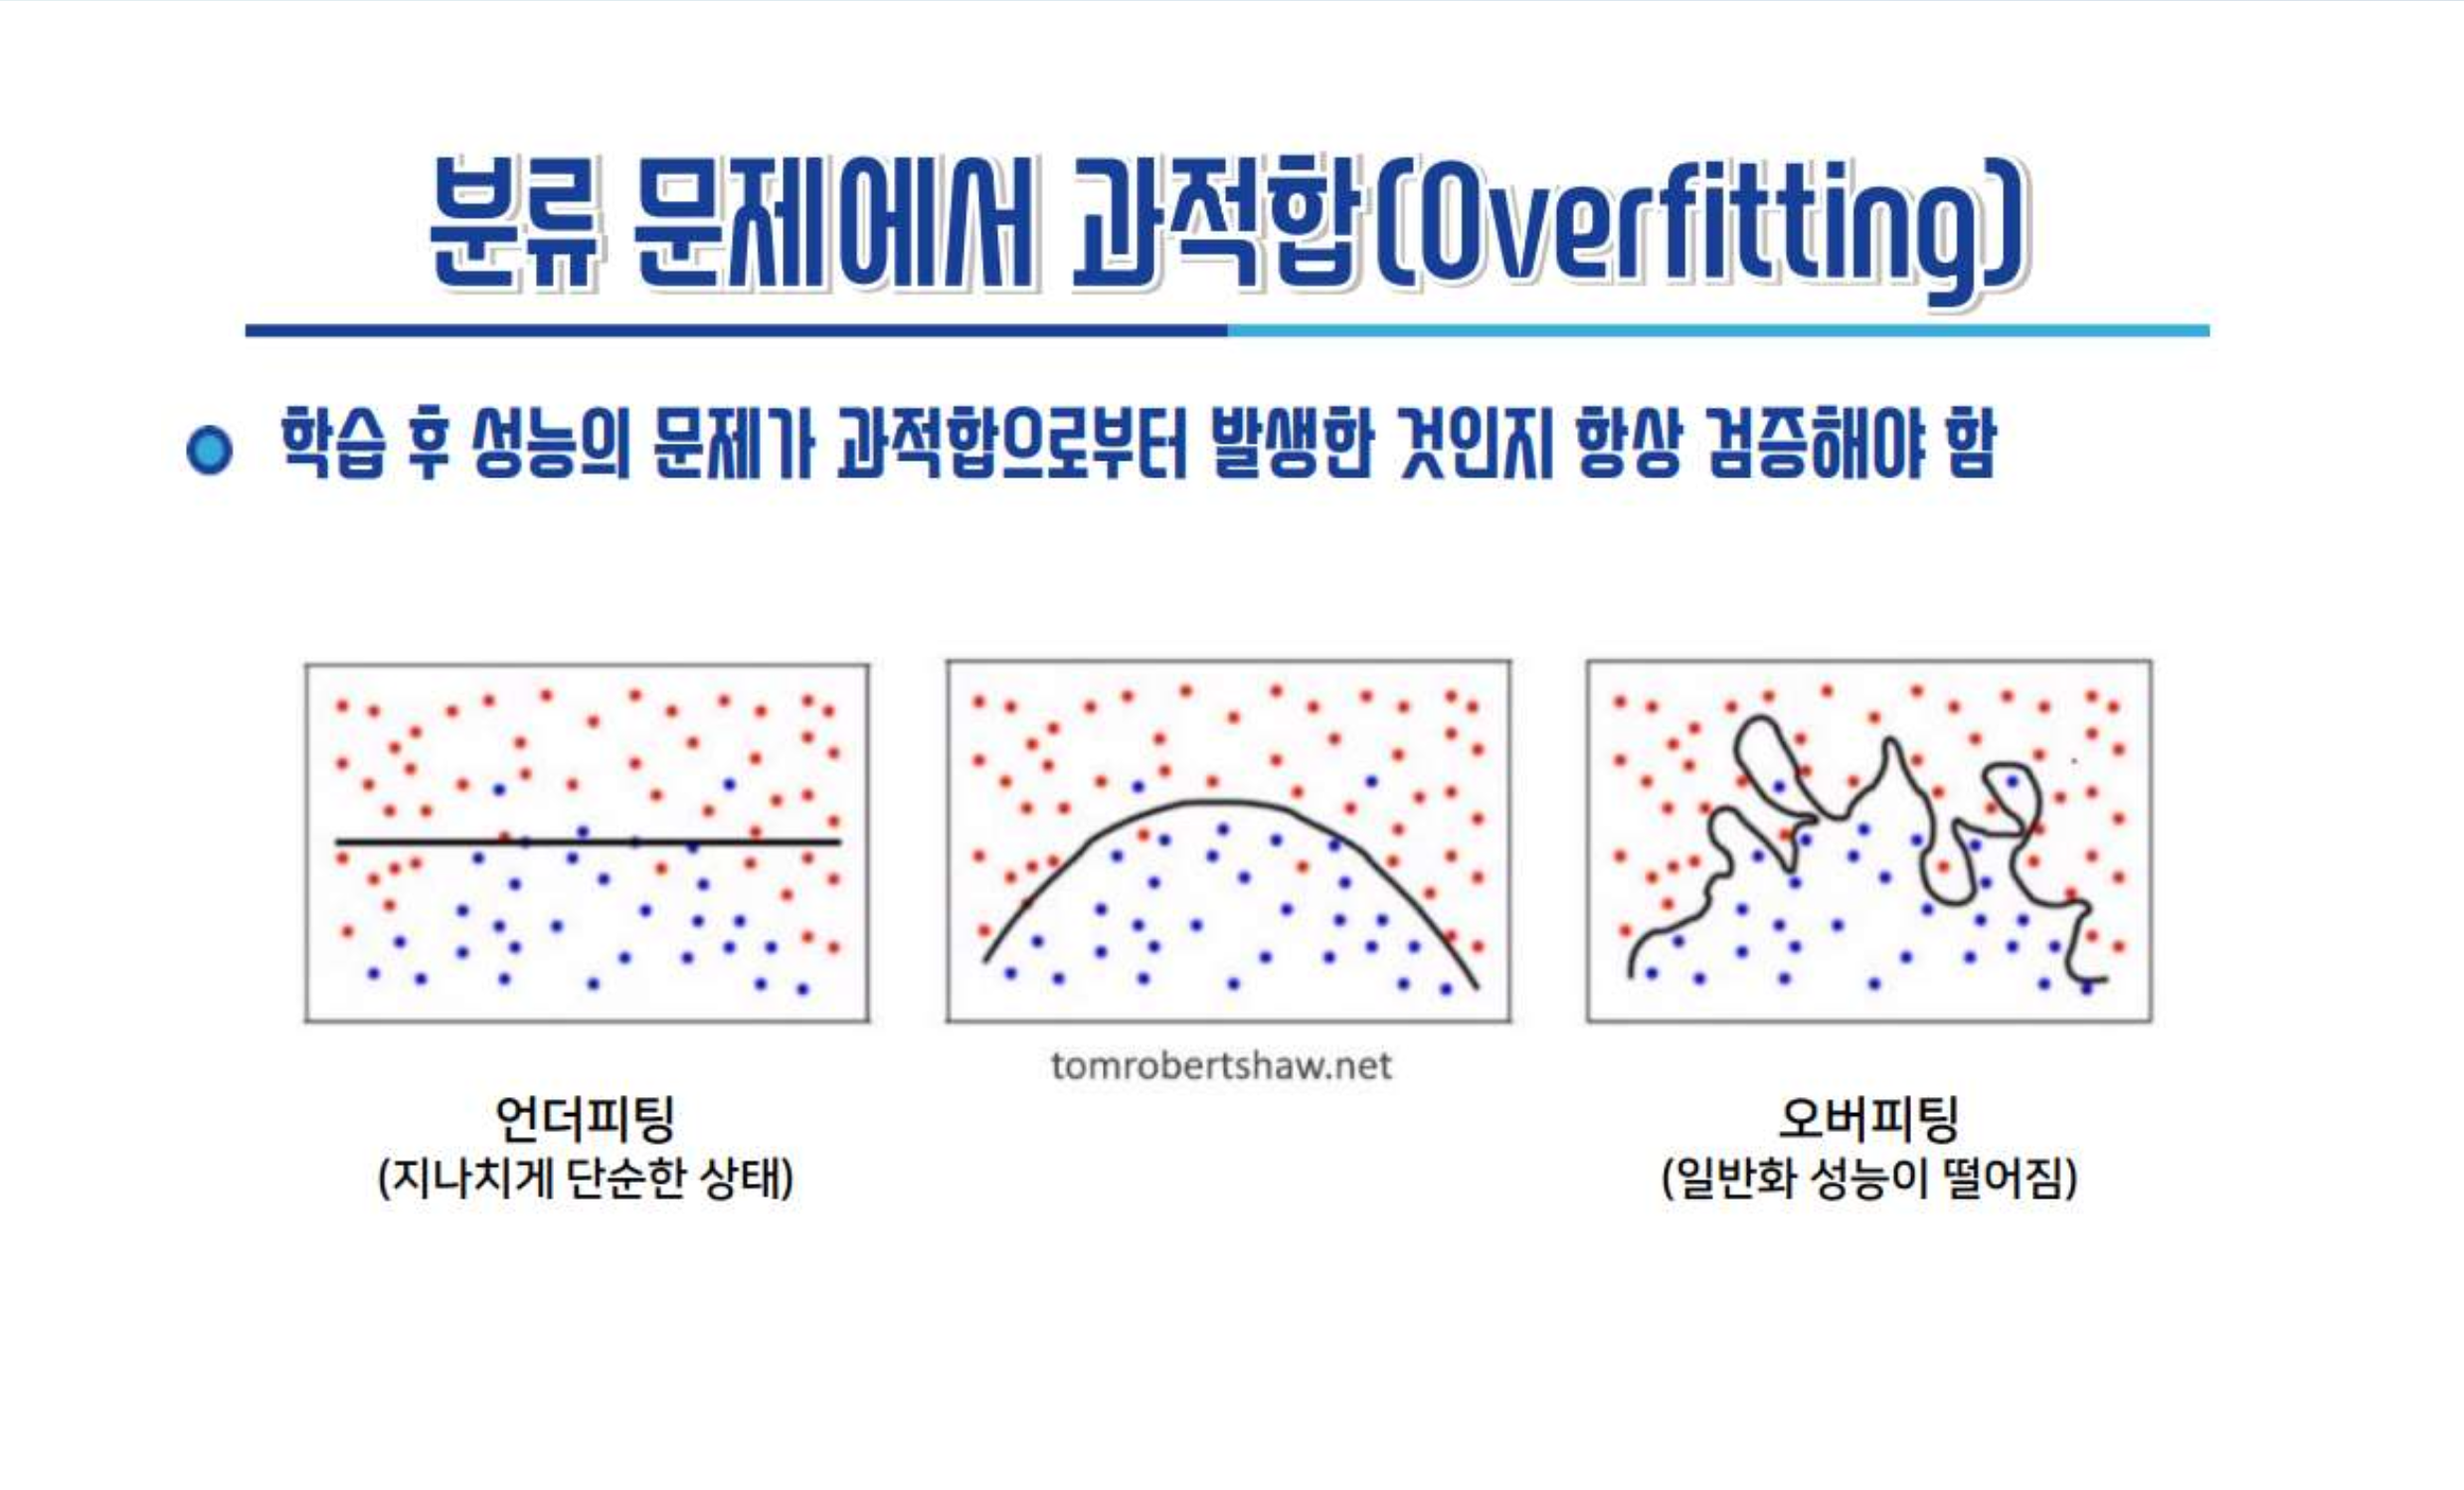 분류 문제에서 과적합(Overfitting)
학습 후 성능의 문제가 과적합으로부터 발생한 것인지 항상 검증해야 함
tomrobertshaw.net
언더피팅
(지나치게 단순한 상태)
오버피팅
(일반화 성능이 떨어짐)